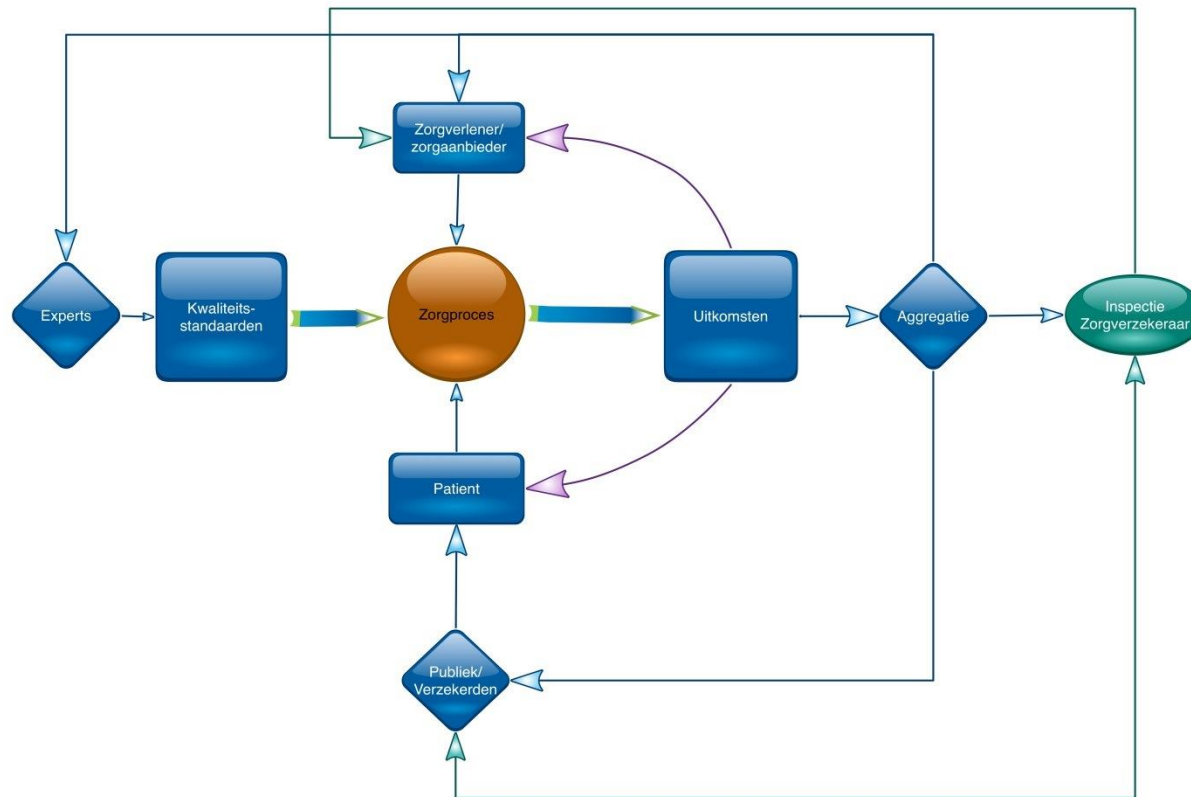 Zorgverlener/
zorgaanbieder
Experts
Kwaliteits-
standaarden
Zorgproces
Uitkomsten
Aggregatie
Inspectie
Zorgverzekeraar
Patient
Publiek/
Verzekerden